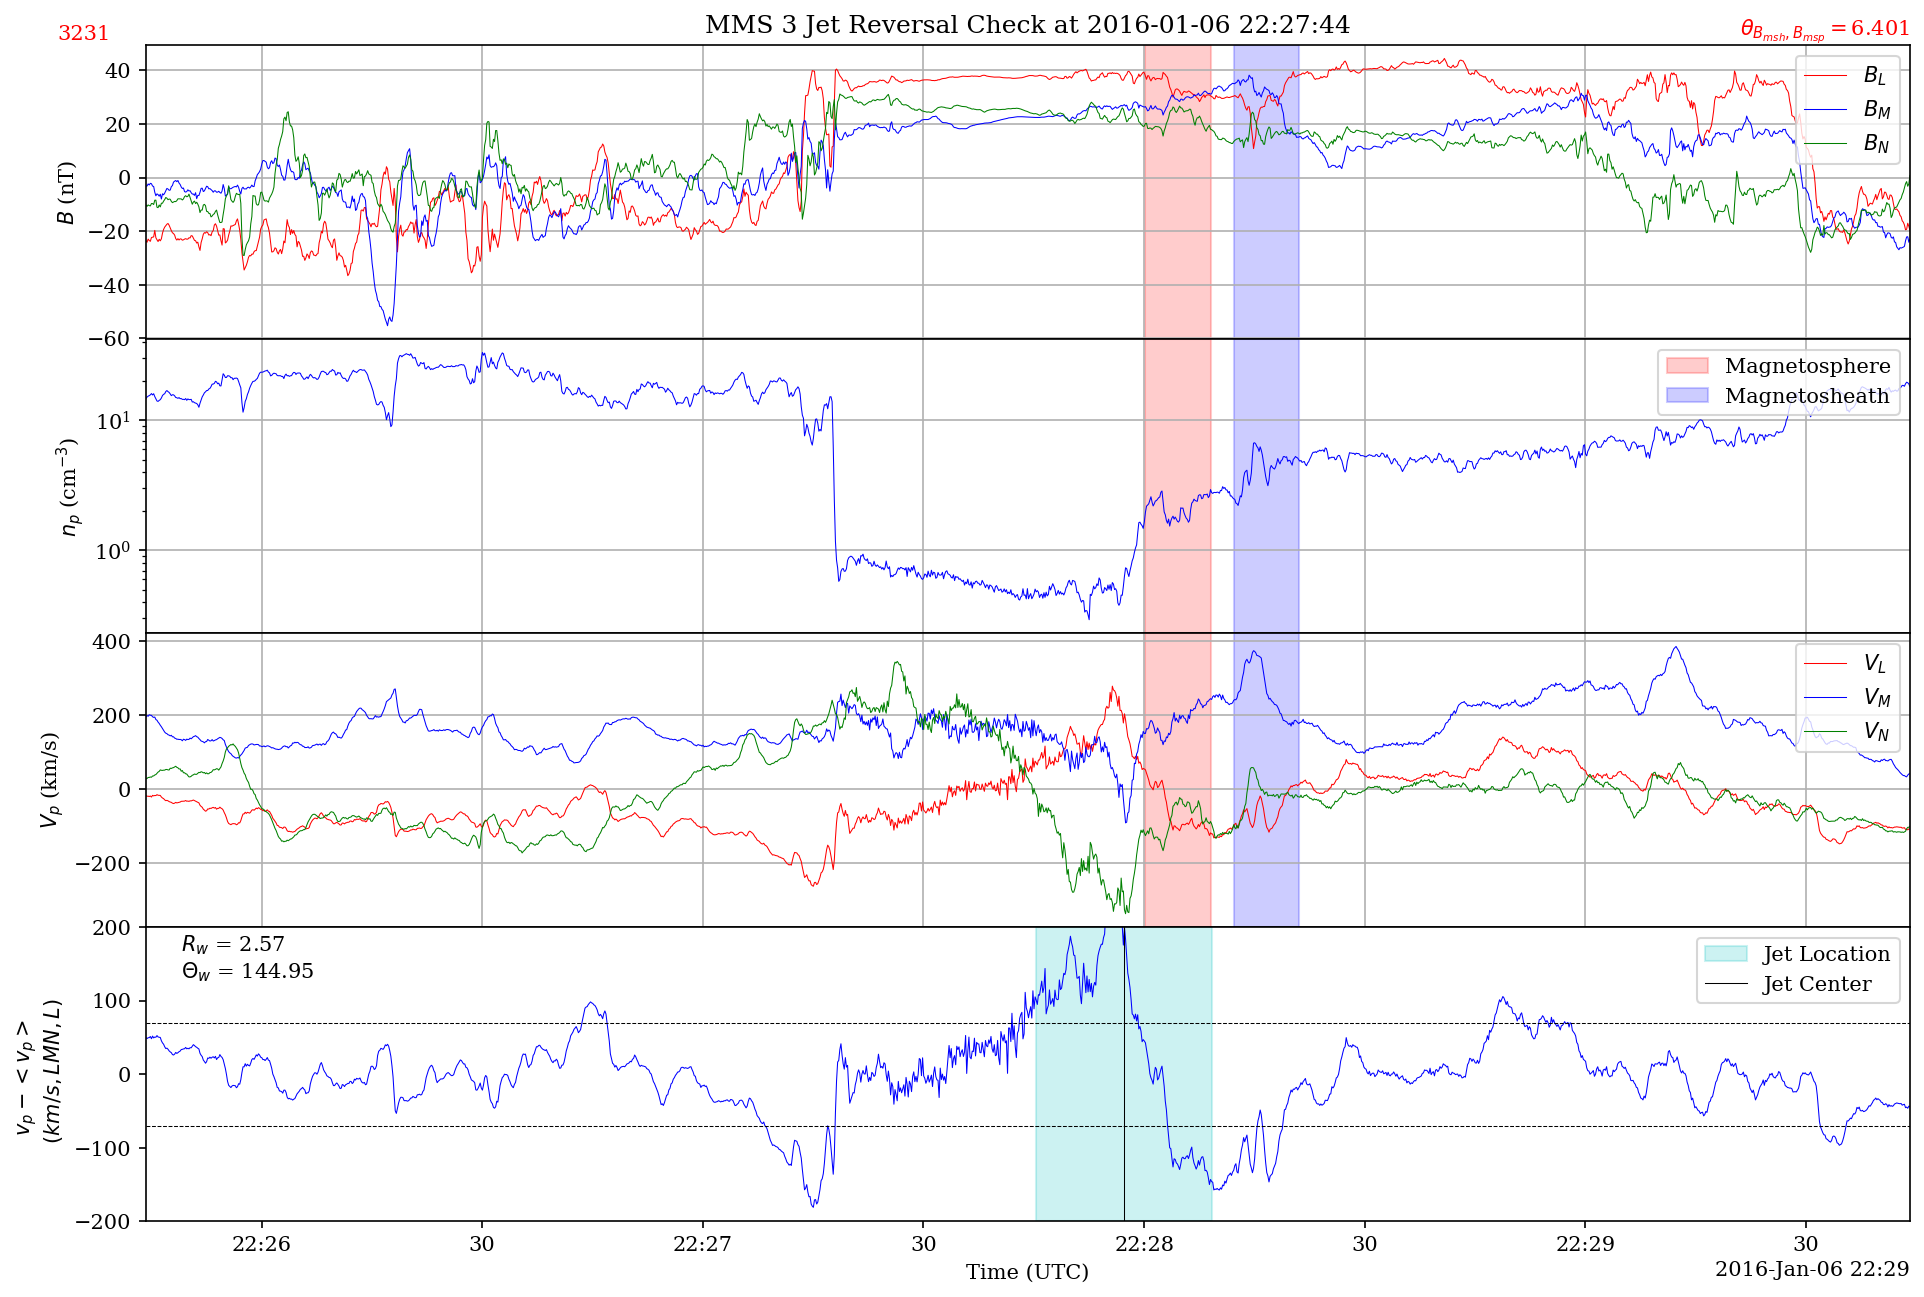 MMS 3 Jet Reversal Check at 2016-01-06 22:27:44
3231
θ_{B_{msh}, B_{msp}} = 6.401
40
20
0
−20
−40
−60
B (nT)
B_L
B_M
B_N
10^1
10^0
n_p (cm^{−3})
Magnetosphere
Magnetosheath
400
200
0
−200
V_p (km/s)
V_L
V_M
V_N
200
100
0
−100
−200
v_p − <v_p>
(km/s, LMN, L)
R_w = 2.57
Θ_w = 144.95
Jet Location
Jet Center
22:26
30
22:27
30
22:28
30
22:29
30
Time (UTC)
2016-Jan-06 22:29